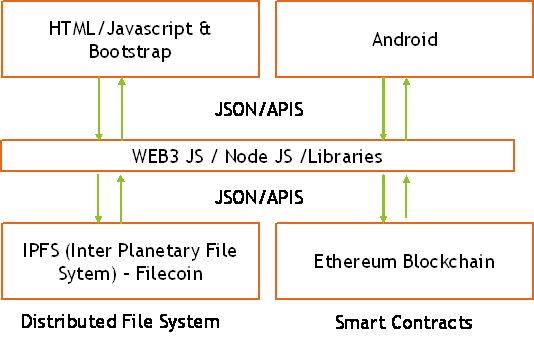 HTML/Javascript &
Bootstrap
Android
JSON/APIS
WEB3 JS / Node JS /Libraries
JSON/APIS
IPFS (Inter Planetary File
Sytem) - Filecoin
Ethereum Blockchain
Distributed File System
Smart Contracts